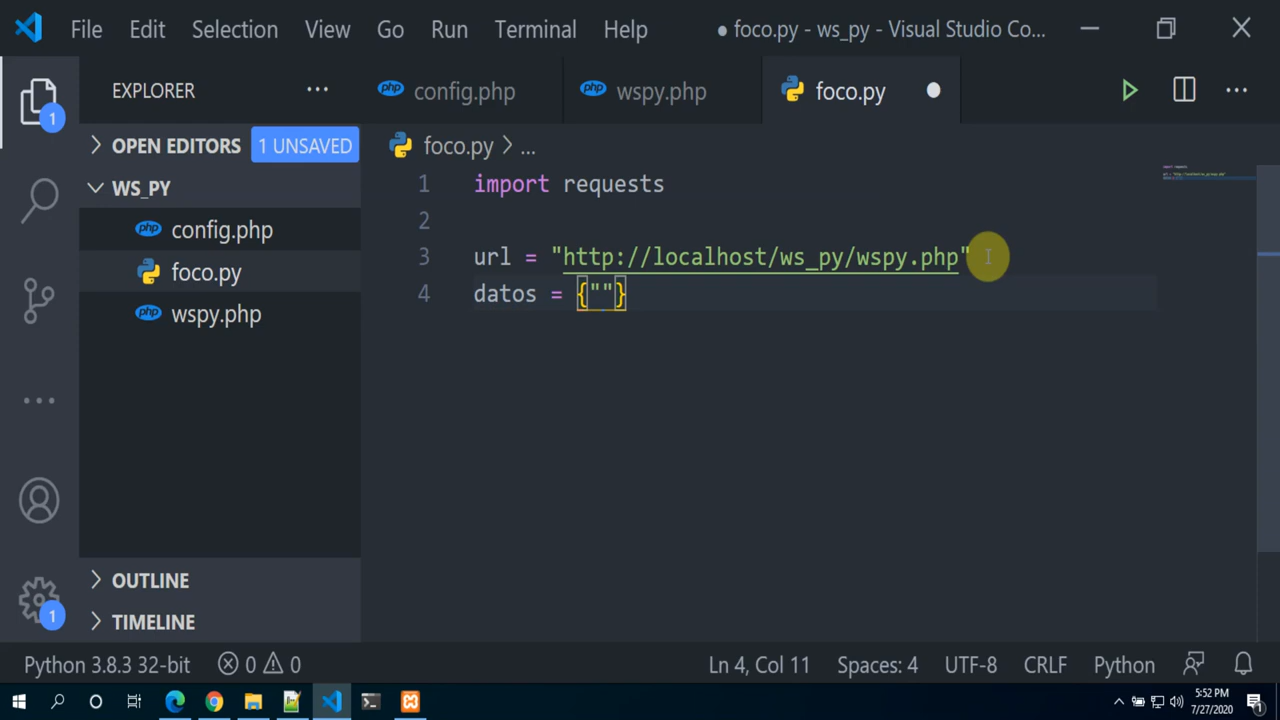 File Edit Selection View Go Run Terminal Help ● foco.py - ws_py - Visual Studio Co...
EXPLORER ... config.php wspy.php foco.py
1
OPEN EDITORS 1 UNSAVED
foco.py > ...
WS_PY
config.php
foco.py
wspy.php
1 import requests
2
3 url = "http://localhost/ws_py/wspy.php"
4 datos = {""}
OUTLINE
1
TIMELINE
Python 3.8.3 32-bit 0 0 Ln 4, Col 11 Spaces: 4 UTF-8 CRLF Python
5:52 PM
7/27/2020
1